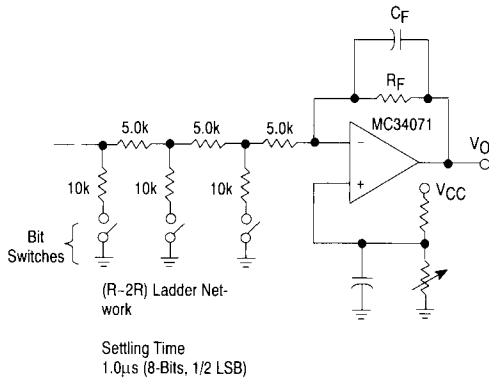 CF
RF
MC34071
5.0k 5.0k 5.0k
VO
10k 10k 10k
VCC
Bit
Switches
(R-2R) Ladder Net-
work
Settling Time
1.0µs (8-Bits, 1/2 LSB)